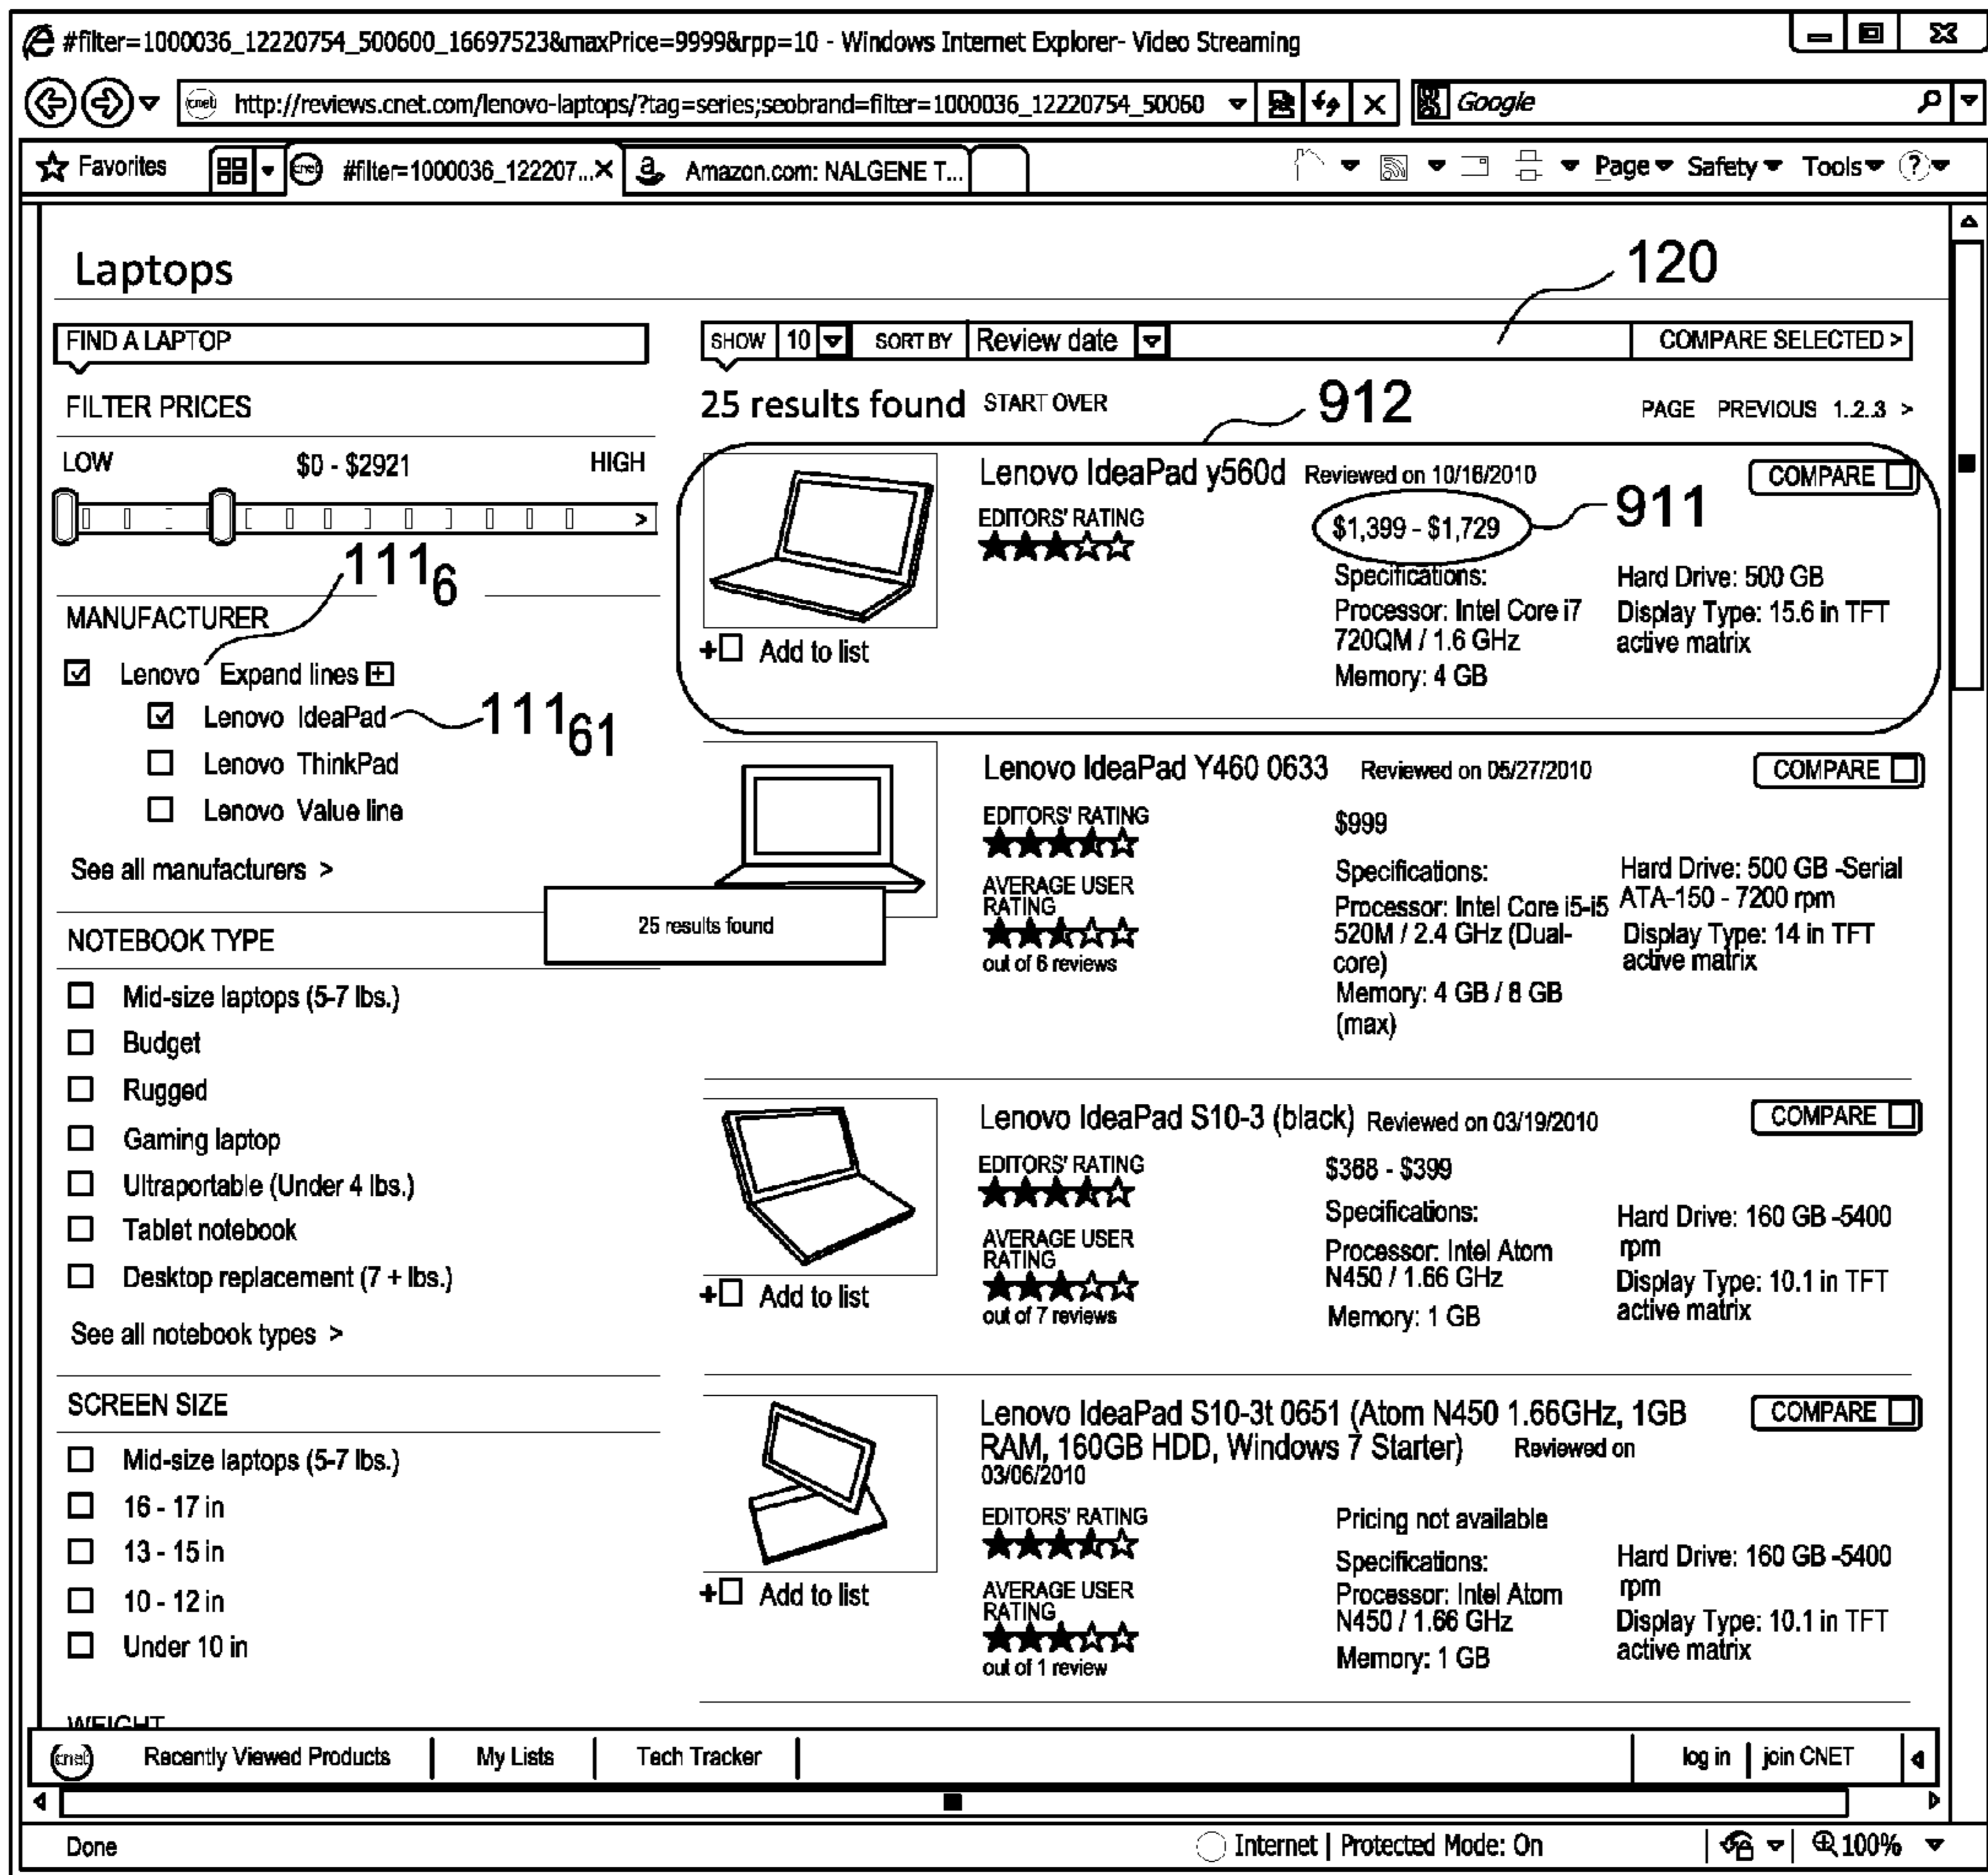 #filter=1000036_12220754_500600_16697523&maxPrice=9999&rpp=10 - Windows Internet Explorer- Video Streaming
cnet http://reviews.cnet.com/lenovo-laptops/?tag=series;seobrand=filter=1000036_12220754_50060
Google
Favorites
cnet #filter=1000036_122207...X
a Amazon.com: NALGENE T...
Page Safety Tools ?
Laptops
120
FIND A LAPTOP
FILTER PRICES
LOW $0 - $2921 HIGH
>
111₆
MANUFACTURER
Lenovo Expand lines +
Lenovo IdeaPad
111₆₁
Lenovo ThinkPad
Lenovo Value line
See all manufacturers >
NOTEBOOK TYPE
Mid-size laptops (5-7 lbs.)
Budget
Rugged
Gaming laptop
Ultraportable (Under 4 lbs.)
Tablet notebook
Desktop replacement (7 + lbs.)
See all notebook types >
SCREEN SIZE
Mid-size laptops (5-7 lbs.)
16 - 17 in
13 - 15 in
10 - 12 in
Under 10 in
WEIGHT
SHOW 10 SORT BY Review date COMPARE SELECTED >
25 results found START OVER
912
PAGE PREVIOUS 1..2.3 >
Lenovo IdeaPad y560d Reviewed on 10/16/2010
COMPARE
EDITORS' RATING
$1,399 - $1,729
911
Specifications:
Processor: Intel Core i7
720QM / 1.6 GHz
Memory: 4 GB
Hard Drive: 500 GB
Display Type: 15.6 in TFT
active matrix
+ Add to list
Lenovo IdeaPad Y460 0633 Reviewed on 05/27/2010
COMPARE
EDITORS' RATING
AVERAGE USER
RATING
out of 6 reviews
$999
Specifications:
Processor: Intel Core i5-i5
520M / 2.4 GHz (Dual-
core)
Memory: 4 GB / 8 GB
(max)
Hard Drive: 500 GB -Serial
ATA-150 - 7200 rpm
Display Type: 14 in TFT
active matrix
25 results found
Lenovo IdeaPad S10-3 (black) Reviewed on 03/19/2010
COMPARE
EDITORS' RATING
AVERAGE USER
RATING
out of 7 reviews
$368 - $399
Specifications:
Processor: Intel Atom
N450 / 1.66 GHz
Memory: 1 GB
Hard Drive: 160 GB -5400
rpm
Display Type: 10.1 in TFT
active matrix
+ Add to list
Lenovo IdeaPad S10-3t 0651 (Atom N450 1.66GHz, 1GB
RAM, 160GB HDD, Windows 7 Starter) Reviewed on
03/06/2010
COMPARE
EDITORS' RATING
AVERAGE USER
RATING
out of 1 review
Pricing not available
Specifications:
Processor: Intel Atom
N450 / 1.66 GHz
Memory: 1 GB
Hard Drive: 160 GB -5400
rpm
Display Type: 10.1 in TFT
active matrix
+ Add to list
cnet Recently Viewed Products My Lists Tech Tracker log in join CNET
Done Internet | Protected Mode: On 100%